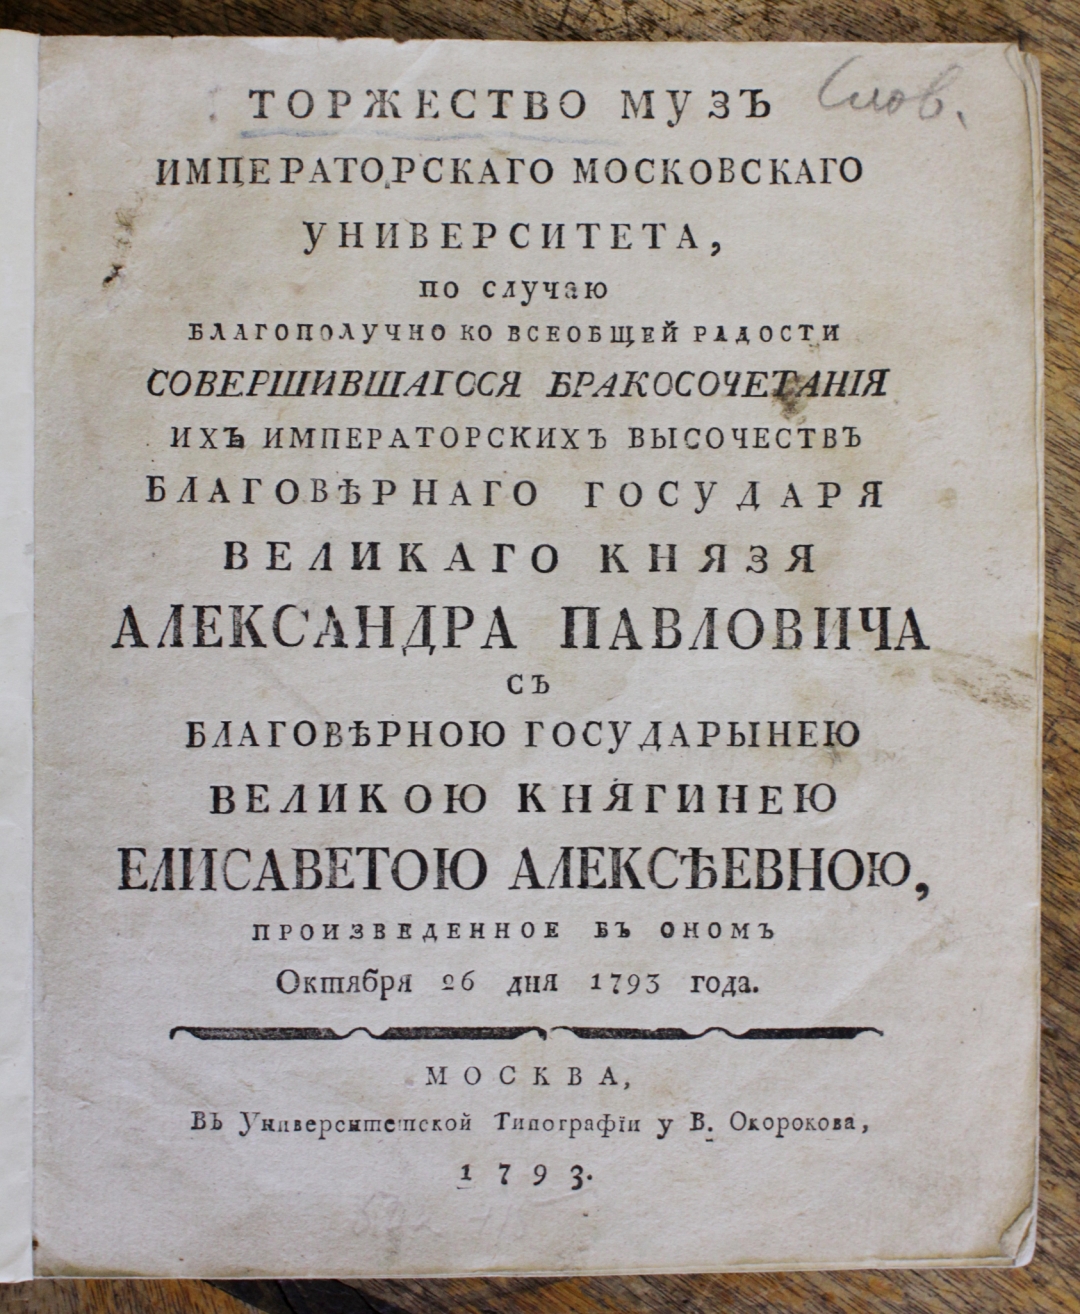 Слов.
ТОРЖЕСТВО МУЗЪ
ИМПЕРАТОРСКАГО МОСКОВСКАГО
УНИВЕРСИТЕТА,
по случаю
БЛАГОПОЛУЧНО КО ВСЕОБЩЕЙ РАДОСТИ
СОВЕРШИВШАГОСЯ БРАКОСОЧЕТАНІЯ
ИХЪ ИМПЕРАТОРСКИХЪ ВЫСОЧЕСТВЪ
БЛАГОВѢРНАГО ГОСУДАРЯ
ВЕЛИКАГО КНЯЗЯ
АЛЕКСАНДРА ПАВЛОВИЧА
СЪ
БЛАГОВѢРНОЮ ГОСУДАРЫНЕЮ
ВЕЛИКОЮ КНЯГИНЕЮ
ЕЛИСАВЕТОЮ АЛЕКСѢЕВНОЮ,
ПРОИЗВЕДЕННОЕ ВЪ ОНОМЪ
Октября 26 дня 1793 года.
МОСКВА,
Въ Университетской Типографіи у В. Окорокова,
1793.